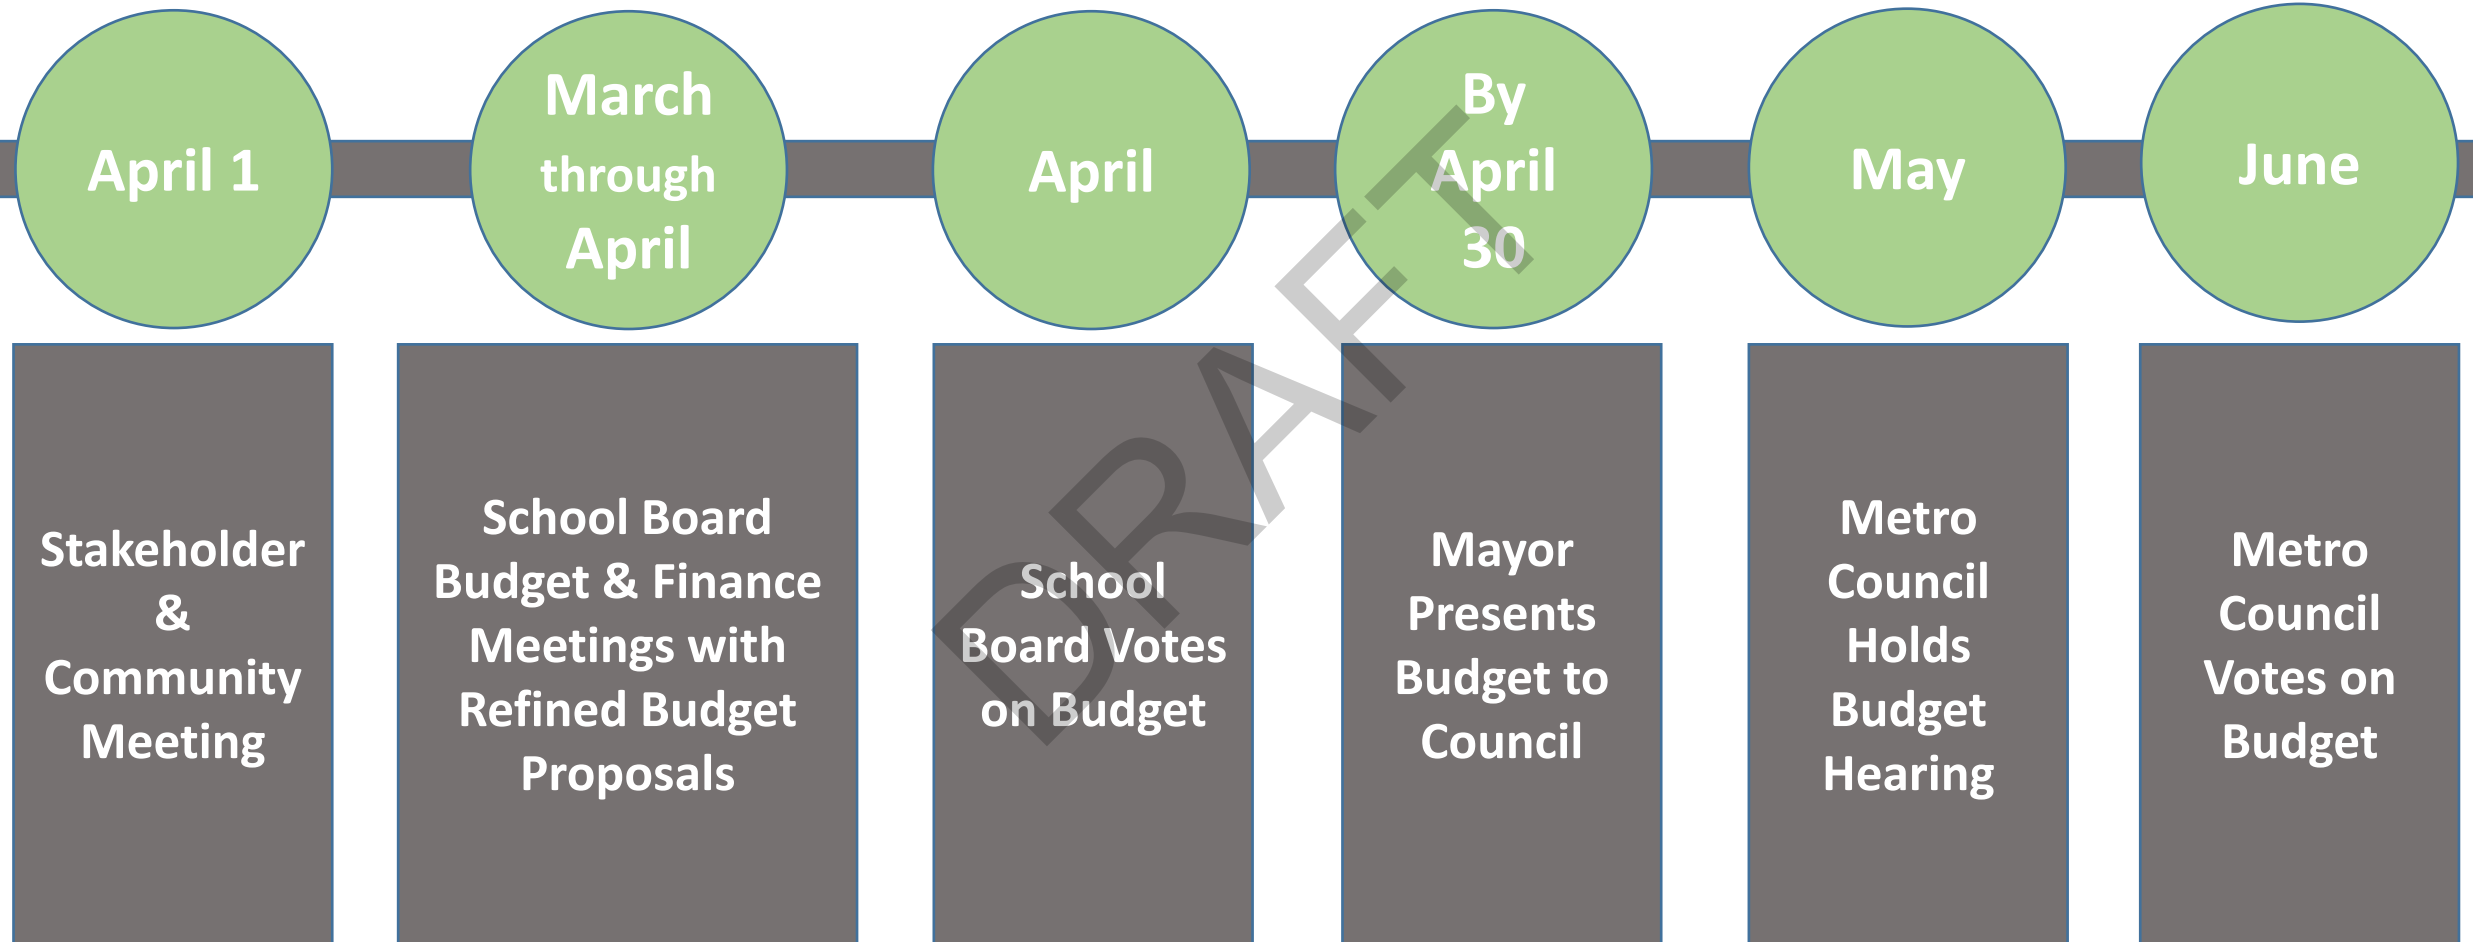 April 1
March
through
April
April
By
April
30
May
June
Stakeholder
&
Community
Meeting
School Board
Budget & Finance
Meetings with
Refined Budget
Proposals
School
Board Votes
on Budget
Mayor
Presents
Budget to
Council
Metro
Council
Holds
Budget
Hearing
Metro
Council
Votes on
Budget
DRAFT